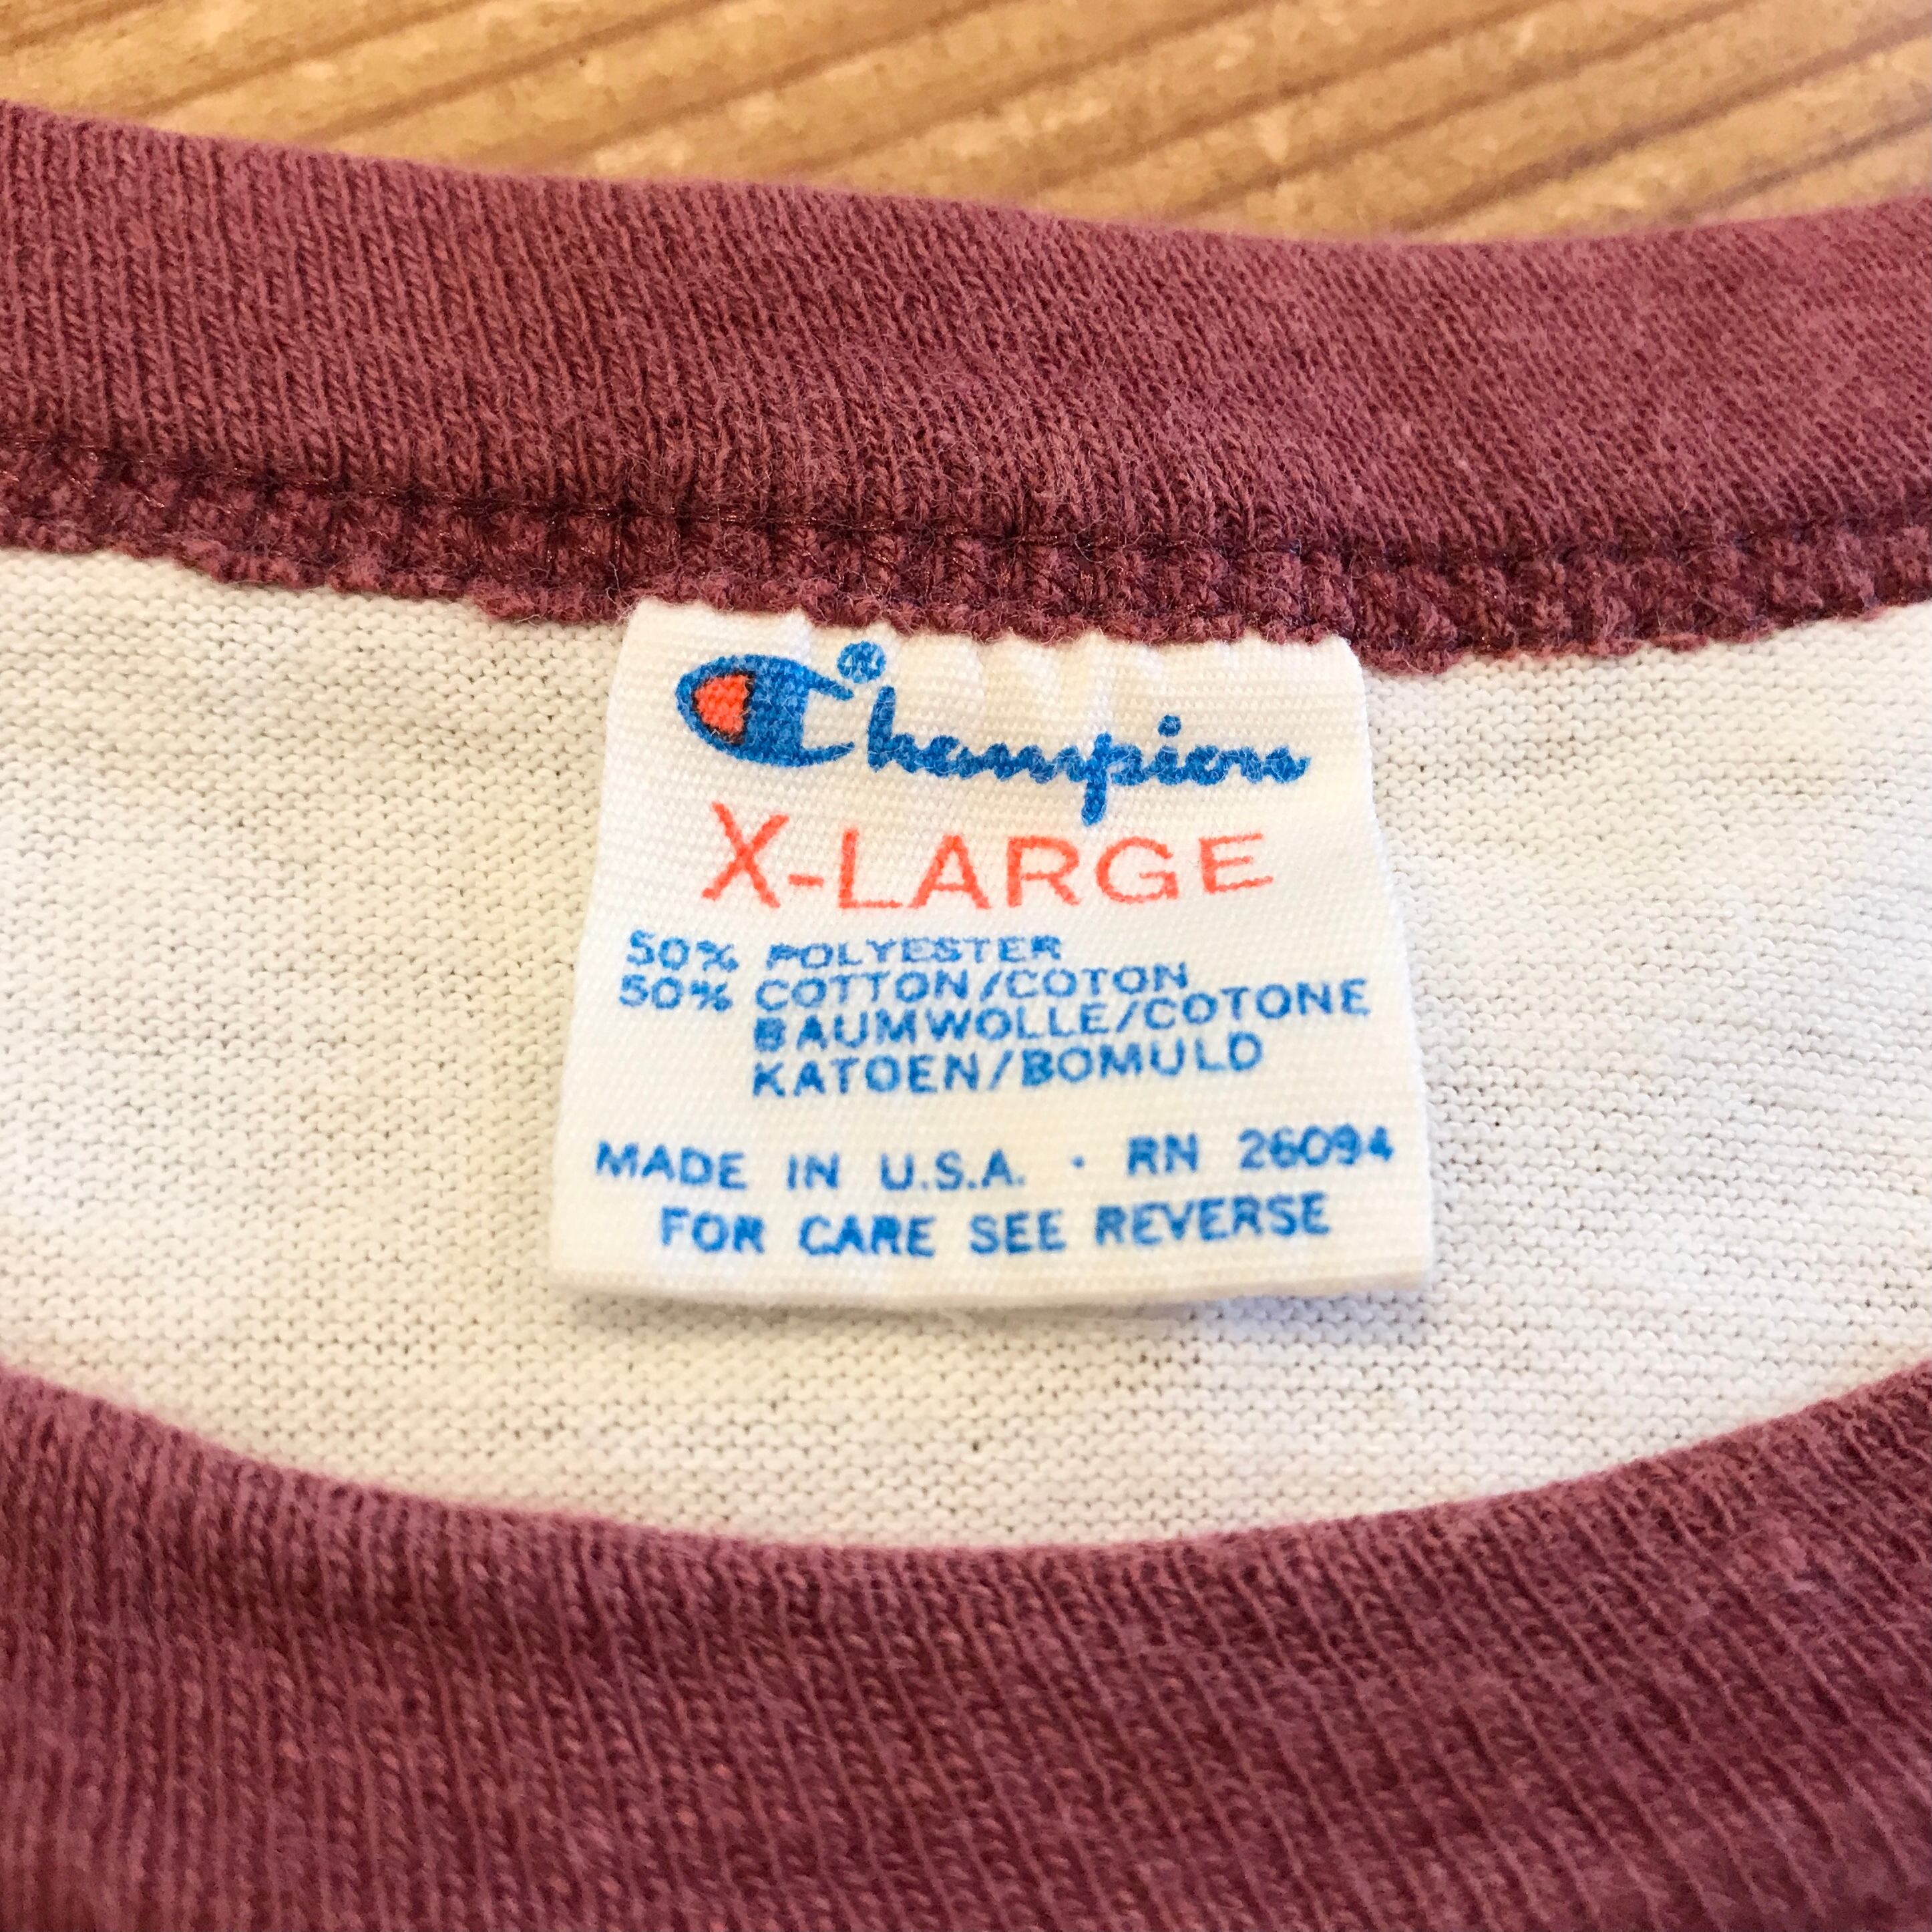 Champion®
X-LARGE
50% POLYESTER
50% COTTON/COTON
BAUMWOLLE/COTONE
KATOEN/BOMULD
MADE IN U.S.A. · RN 26094
FOR CARE SEE REVERSE